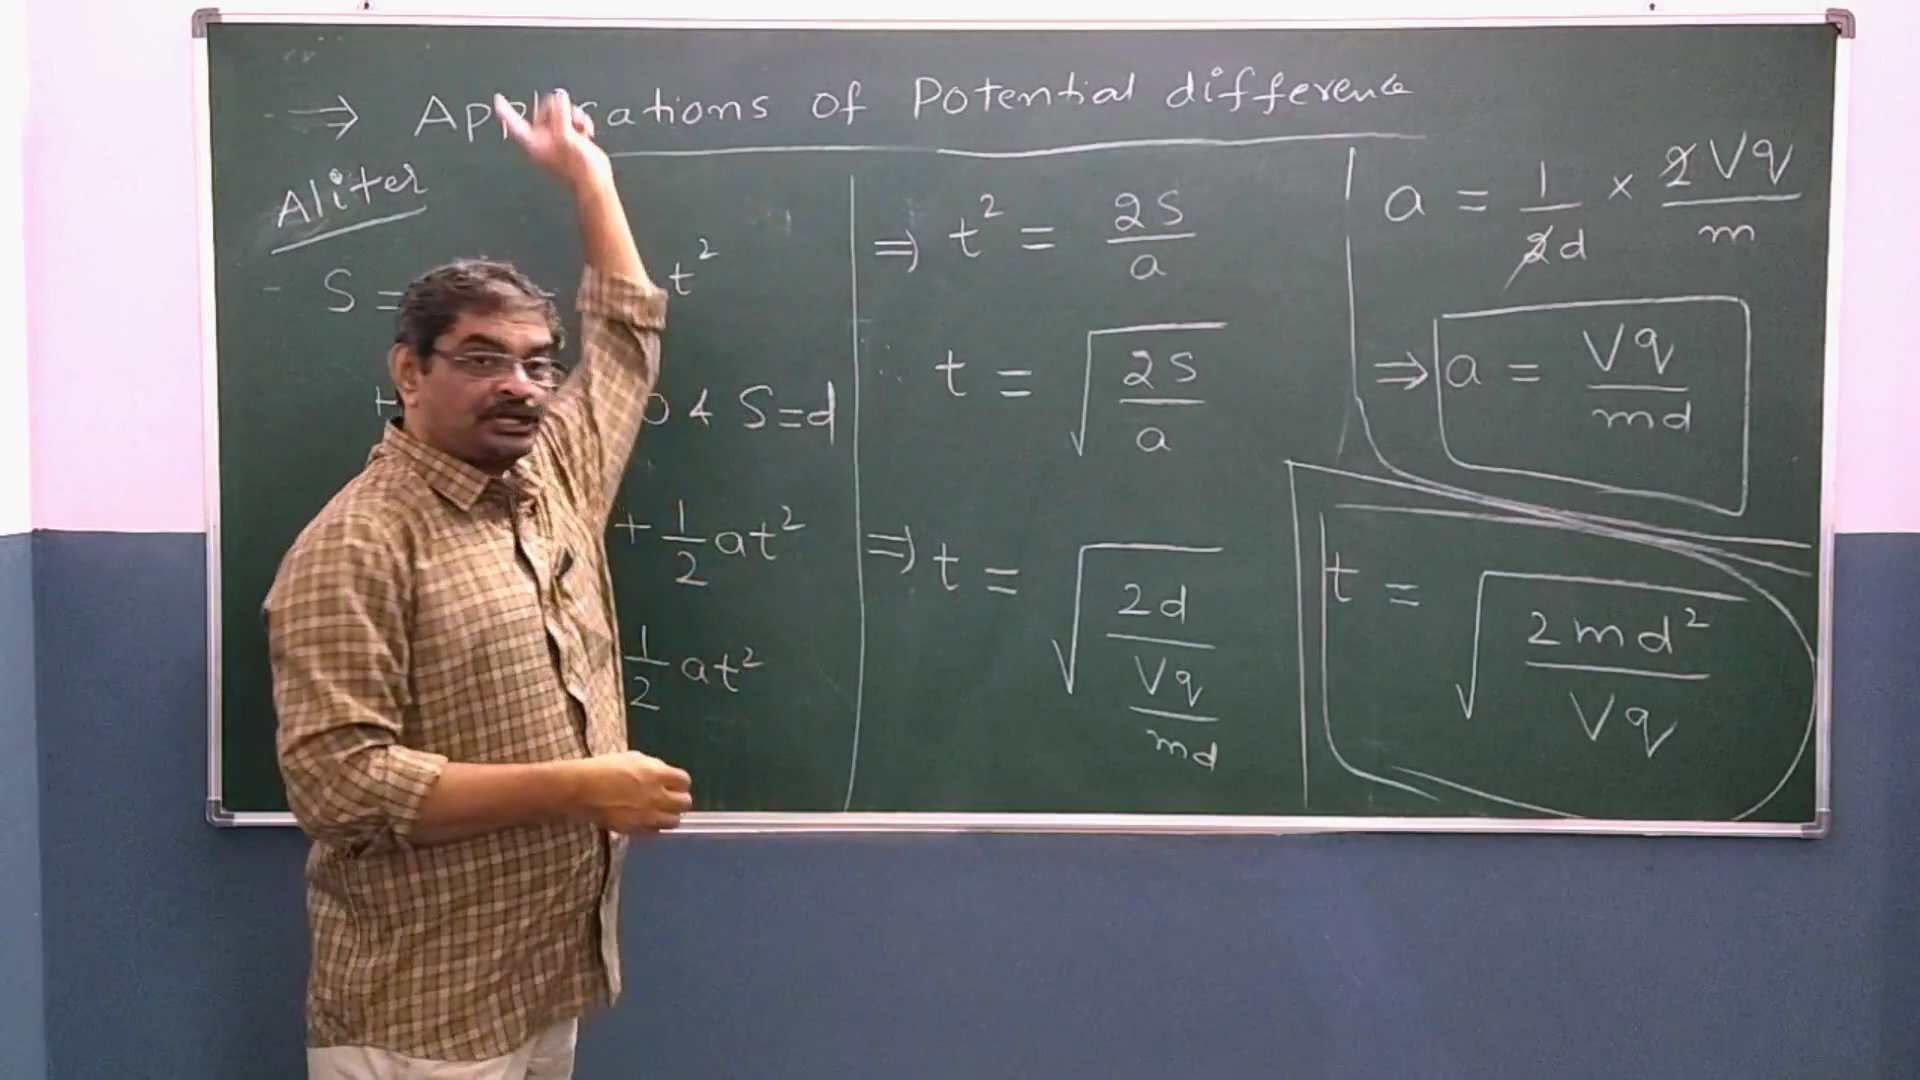 ⇒ Applications of Potential difference
Aliter
S = t²
0 & S=d
+ 1/2 at²
1/2 at²
⇒ t² = 2S/a
t = √(2S/a)
⇒ t = √(2d/(Vq/md))
a = 1/2d × 2Vq/m
⇒ a = Vq/md
t = √(2md²/Vq)